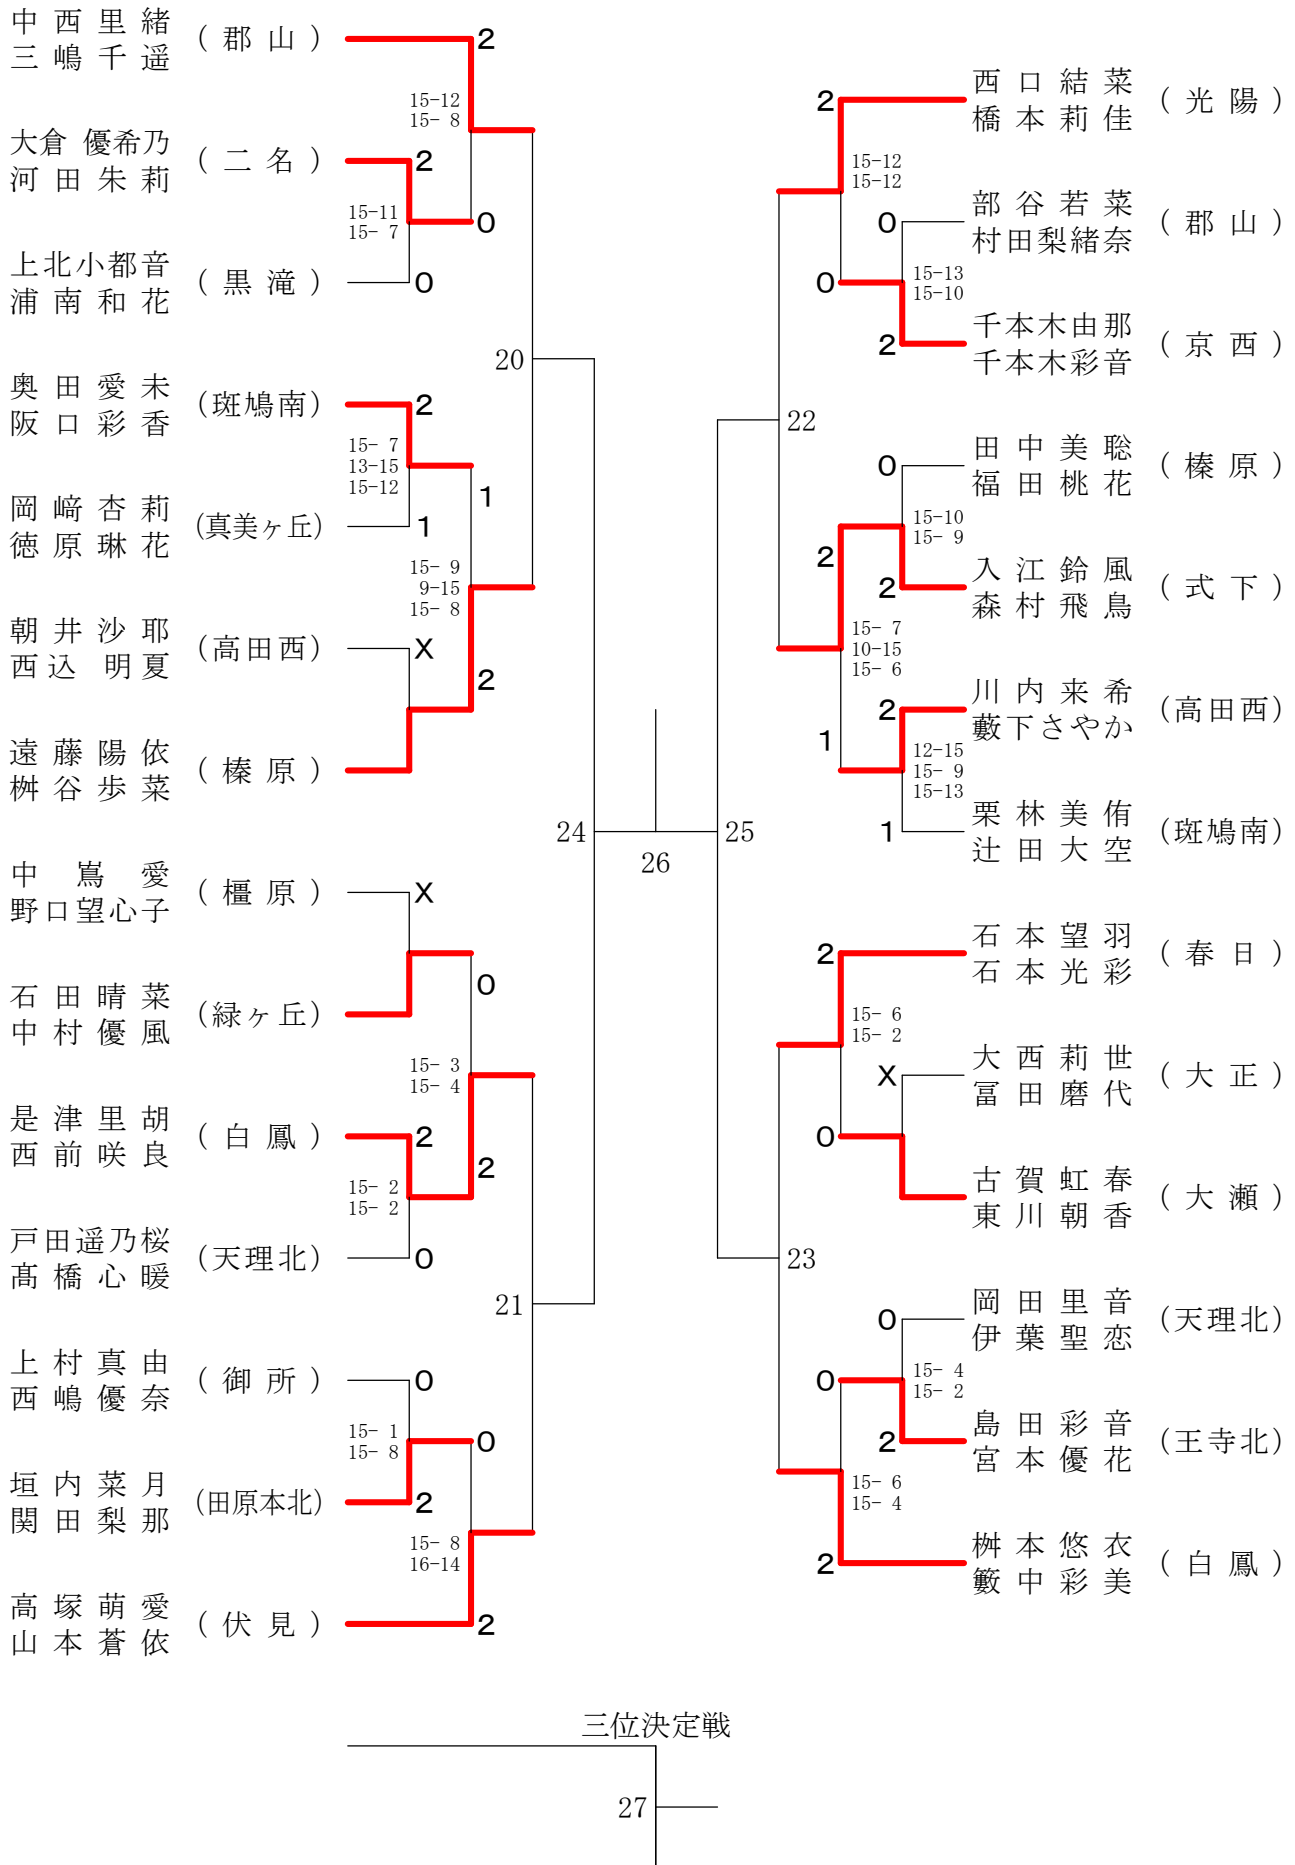 中西里緒
三嶋千遥
(郡山)
2
15-12
15- 8
大倉 優希乃
河田朱莉
(二名)
2
15-11
15- 7
0
上北小都音
浦南和花
(黒滝)
0
20
奥田愛未
阪口彩香
(斑鳩南)
2
15- 7
13-15
15-12
1
岡﨑杏莉
徳原琳花
(真美ヶ丘)
1
15- 9
9-15
15- 8
朝井沙耶
西込 明夏
(高田西)
X
2
遠藤陽依
桝谷歩菜
(榛原)
24
中嶌愛
野口望心子
(橿原)
X
0
石田晴菜
中村優風
(緑ヶ丘)
15- 3
15- 4
是津里胡
西前咲良
(白鳳)
2
15- 2
15- 2
2
戸田遥乃桜
髙橋心暖
(天理北)
0
21
上村真由
西嶋優奈
(御所)
0
15- 1
15- 8
0
垣内菜月
関田梨那
(田原本北)
2
15- 8
16-14
高塚萌愛
山本蒼依
(伏見)
2
26
2
西口結菜
橋本莉佳
(光陽)
15-12
15-12
0
部谷若菜
村田梨緒奈
(郡山)
0
15-13
15-10
2
千本木由那
千本木彩音
(京西)
22
0
田中美聡
福田桃花
(榛原)
15-10
15- 9
2
2
入江鈴風
森村飛鳥
(式下)
15- 7
10-15
15- 6
2
川内来希
藪下さやか
(高田西)
1
12-15
15- 9
15-13
1
栗林美侑
辻田大空
(斑鳩南)
25
2
石本望羽
石本光彩
(春日)
15- 6
15- 2
X
大西莉世
冨田磨代
(大正)
0
古賀虹春
東川朝香
(大瀬)
23
0
岡田里音
伊葉聖恋
(天理北)
0
15- 4
15- 2
2
島田彩音
宮本優花
(王寺北)
15- 6
15- 4
2
桝本悠衣
籔中彩美
(白鳳)
三位決定戦
27